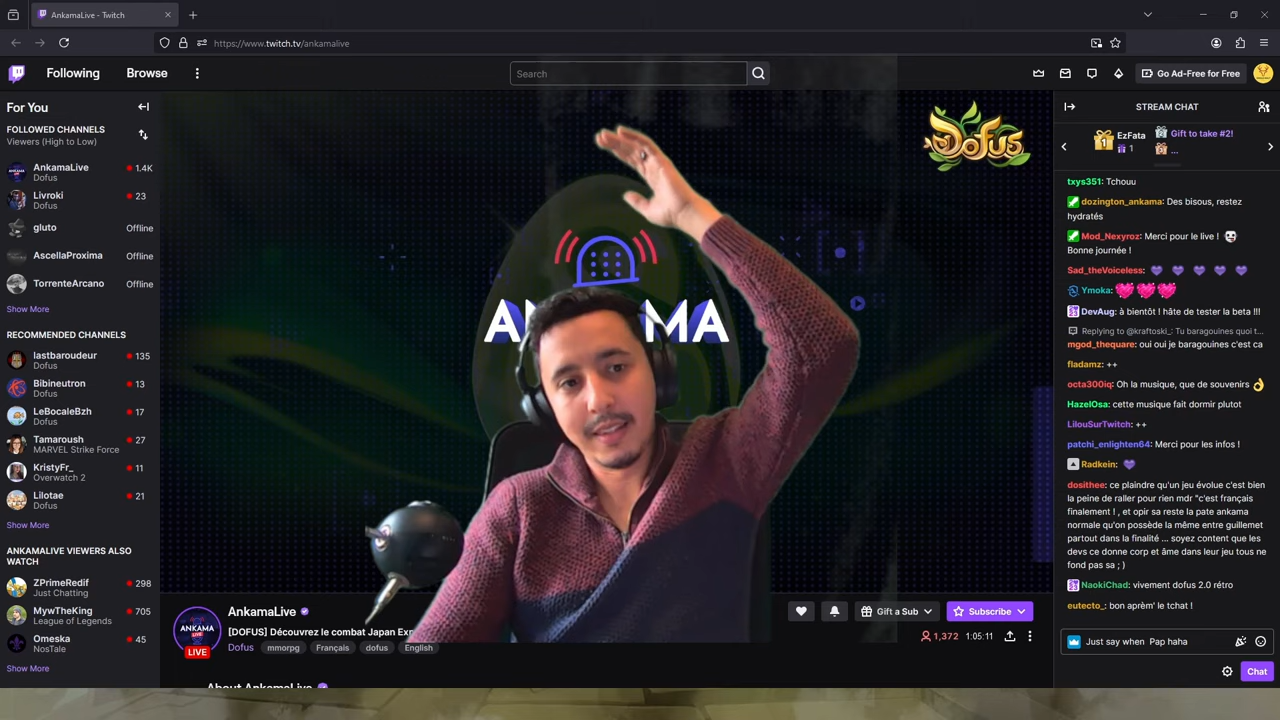 AnkamaLive - Twitch
https://www.twitch.tv/ankamalive
Following
Browse
Search
Go Ad-Free for Free
For You
FOLLOWED CHANNELS
Viewers (High to Low)
AnkamaLive
1.4K
Dofus
Livroki
23
Dofus
gluto
Offline
AscellaProxima
Offline
TorrenteArcano
Offline
Show More
RECOMMENDED CHANNELS
lastbaroudeur
135
Dofus
Bibineutron
13
Dofus
LeBocaleBzh
17
Dofus
Tamaroush
27
MARVEL Strike Force
KristyFr_
11
Overwatch 2
Lilotae
21
Dofus
Show More
ANKAMALIVE VIEWERS ALSO
WATCH
ZPrimeRedif
298
Just Chatting
MywTheKing
705
League of Legends
Omeska
45
NosTale
Show More
DOFUS
AN MA
ANKAMA
LIVE
LIVE
AnkamaLive
[DOFUS] Découvrez le combat Japan Exp
Dofus
mmorpg
Français
dofus
English
Gift a Sub
Subscribe
1,372
1:05:11
About AnkamaLive
STREAM CHAT
1
EzFata
1
Gift to take #2!
...
txys351: Tchouu
dozington_ankama: Des bisous, restez
hydratés
Mod_Nexyroz: Merci pour le live !
Bonne journée !
Sad_theVoiceless:
Ymoka:
DevAug: à bientôt ! hâte de tester la beta !!!
Replying to @kraftoski_: Tu baragouines quoi t...
mgod_thequare: oui oui je baragouines c'est ca
fladamz: ++
octa300iq: Oh la musique, que de souvenirs 👌
HazelOsa: cette musique fait dormir plutot
LilouSurTwitch: ++
patchi_enlighten64: Merci pour les infos !
Radkein:
dosithee: ce plaindre qu'un jeu évolue c'est bien
la peine de raller pour rien mdr "c'est français
finalement ! , et opir sa reste la pate ankama
normale qu'on possède la même entre guillemet
partout dans la finalité ... soyez content que les
devs ce donne corp et âme dans leur jeu tous ne
fond pas sa ; )
NaokiChad: vivement dofus 2.0 rétro
eutecto_: bon aprèm' le tchat !
Just say when Pap haha
Chat